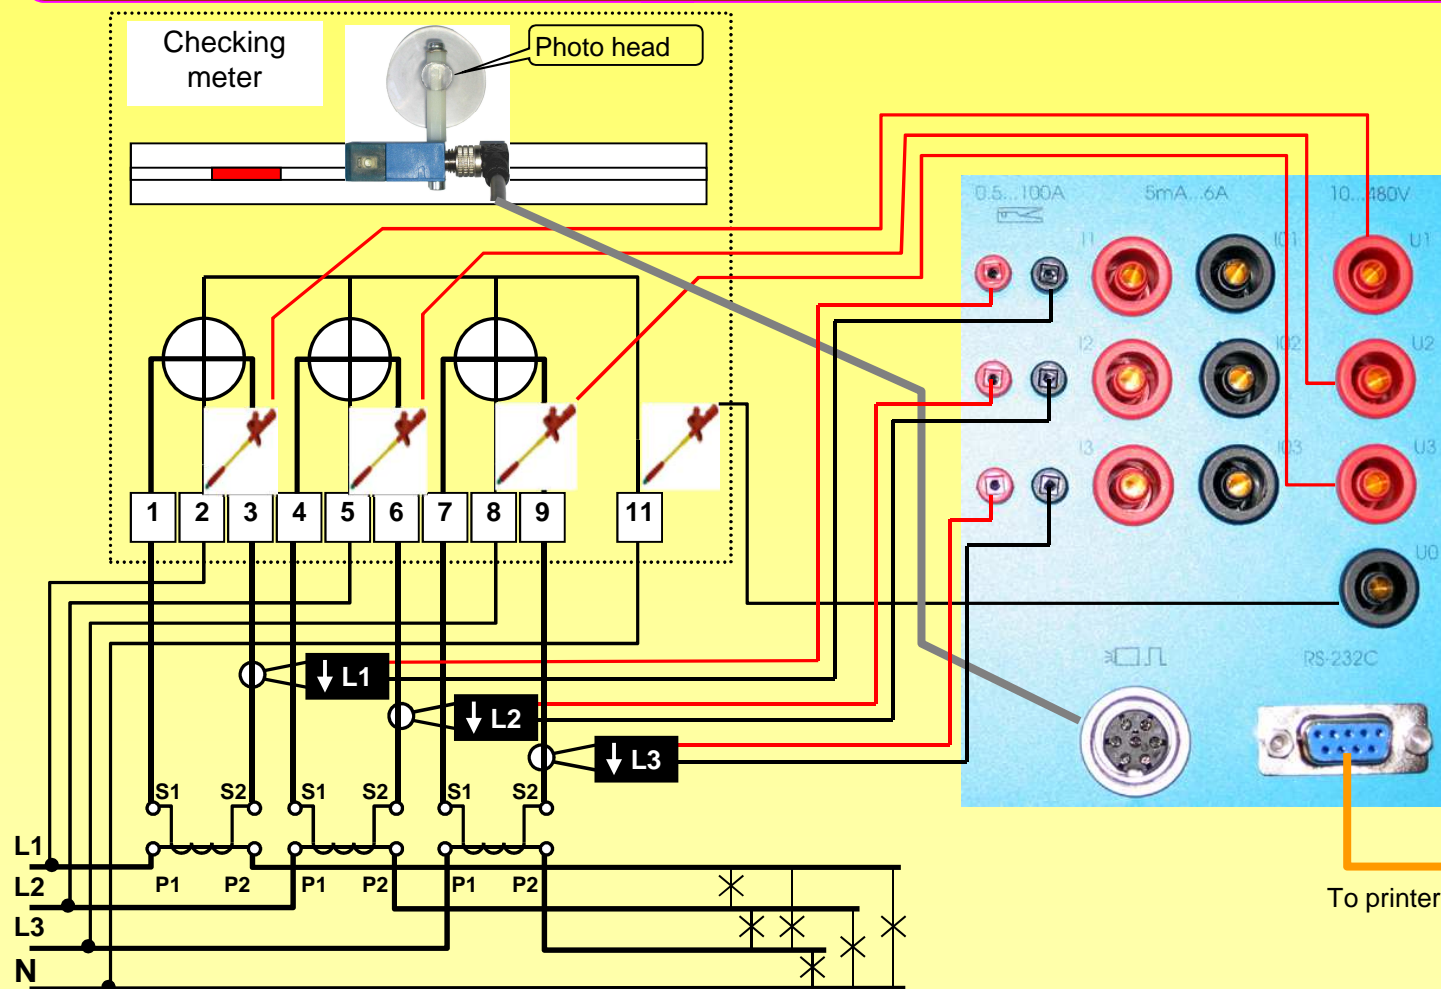 Checking
meter
Photo head
0.5...100A
5mA...6A
10...480V
I1
I01
U1
I2
I02
U2
I3
I03
U3
U0
1 2 3 4 5 6 7 8 9 11
L1
L2
L3
RS-232C
S1 S2 S1 S2 S1 S2
L1
P1 P2 P1 P2 P1 P2
L2
L3
N
To printer